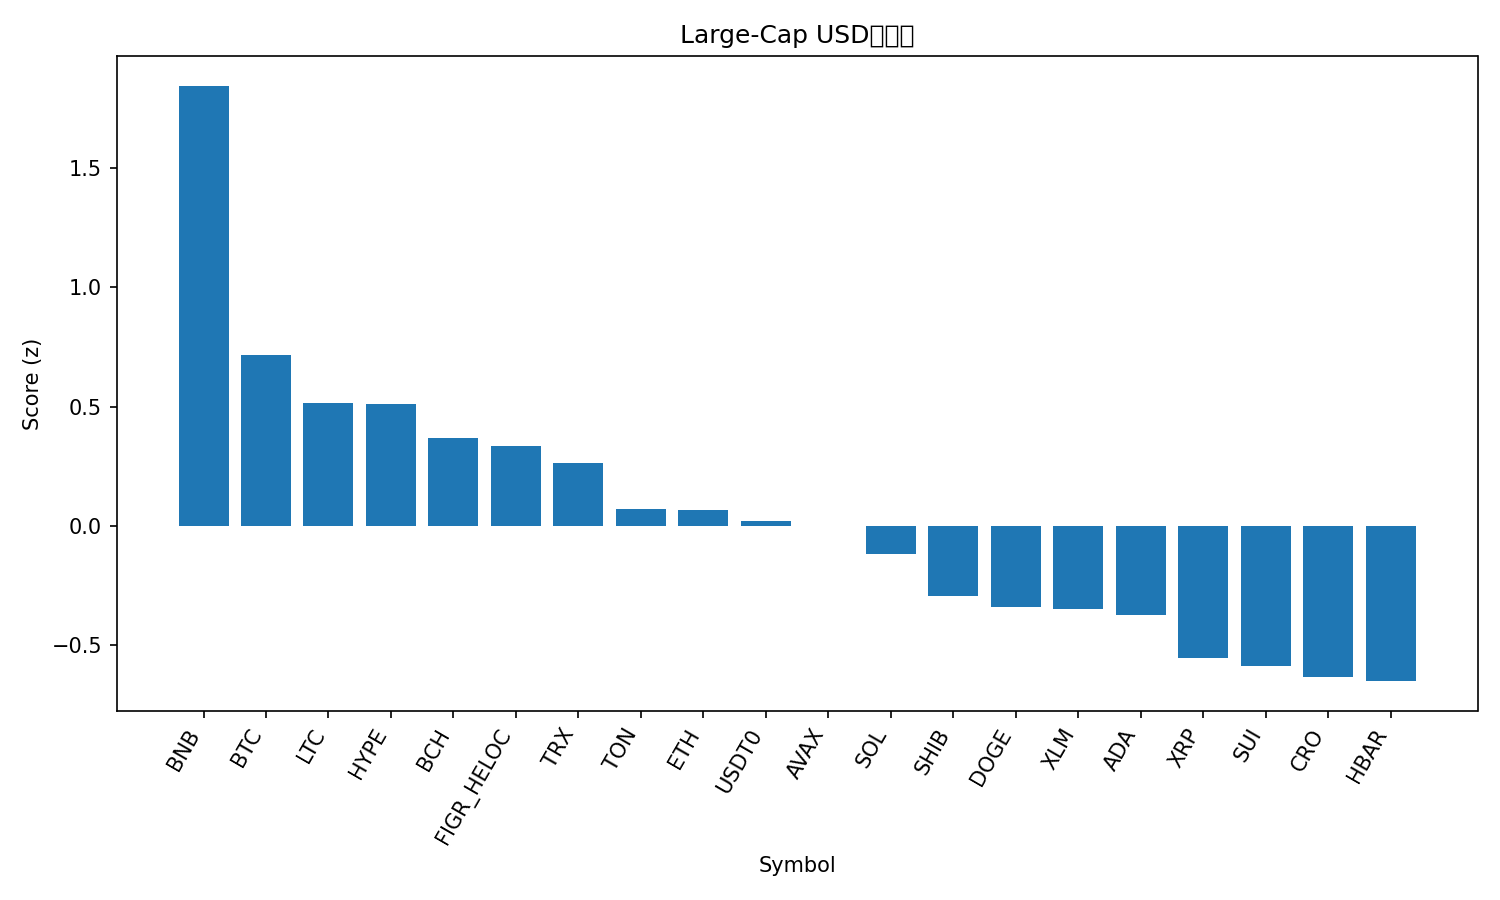 Large-Cap USD
Score (z)
1.5
1.0
0.5
0.0
−0.5
BNB
BTC
LTC
HYPE
BCH
FIGR_HELOC
TRX
TON
ETH
USDT0
AVAX
SOL
SHIB
DOGE
XLM
ADA
XRP
SUI
CRO
HBAR
Symbol